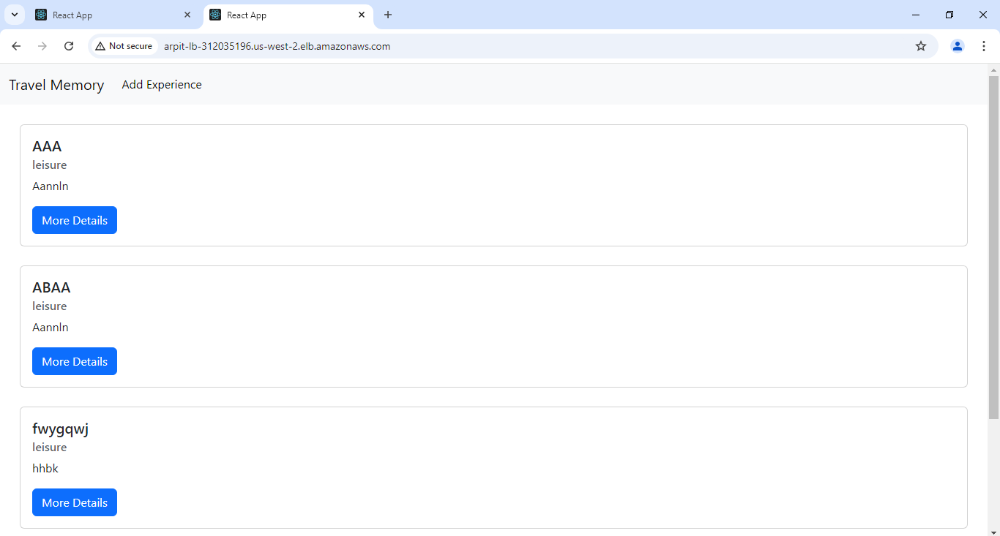 React App
React App
Not secure
arpit-lb-312035196.us-west-2.elb.amazonaws.com
Travel Memory
Add Experience
AAA
leisure
Aannln
More Details
ABAA
leisure
Aannln
More Details
fwygqwj
leisure
hhbk
More Details